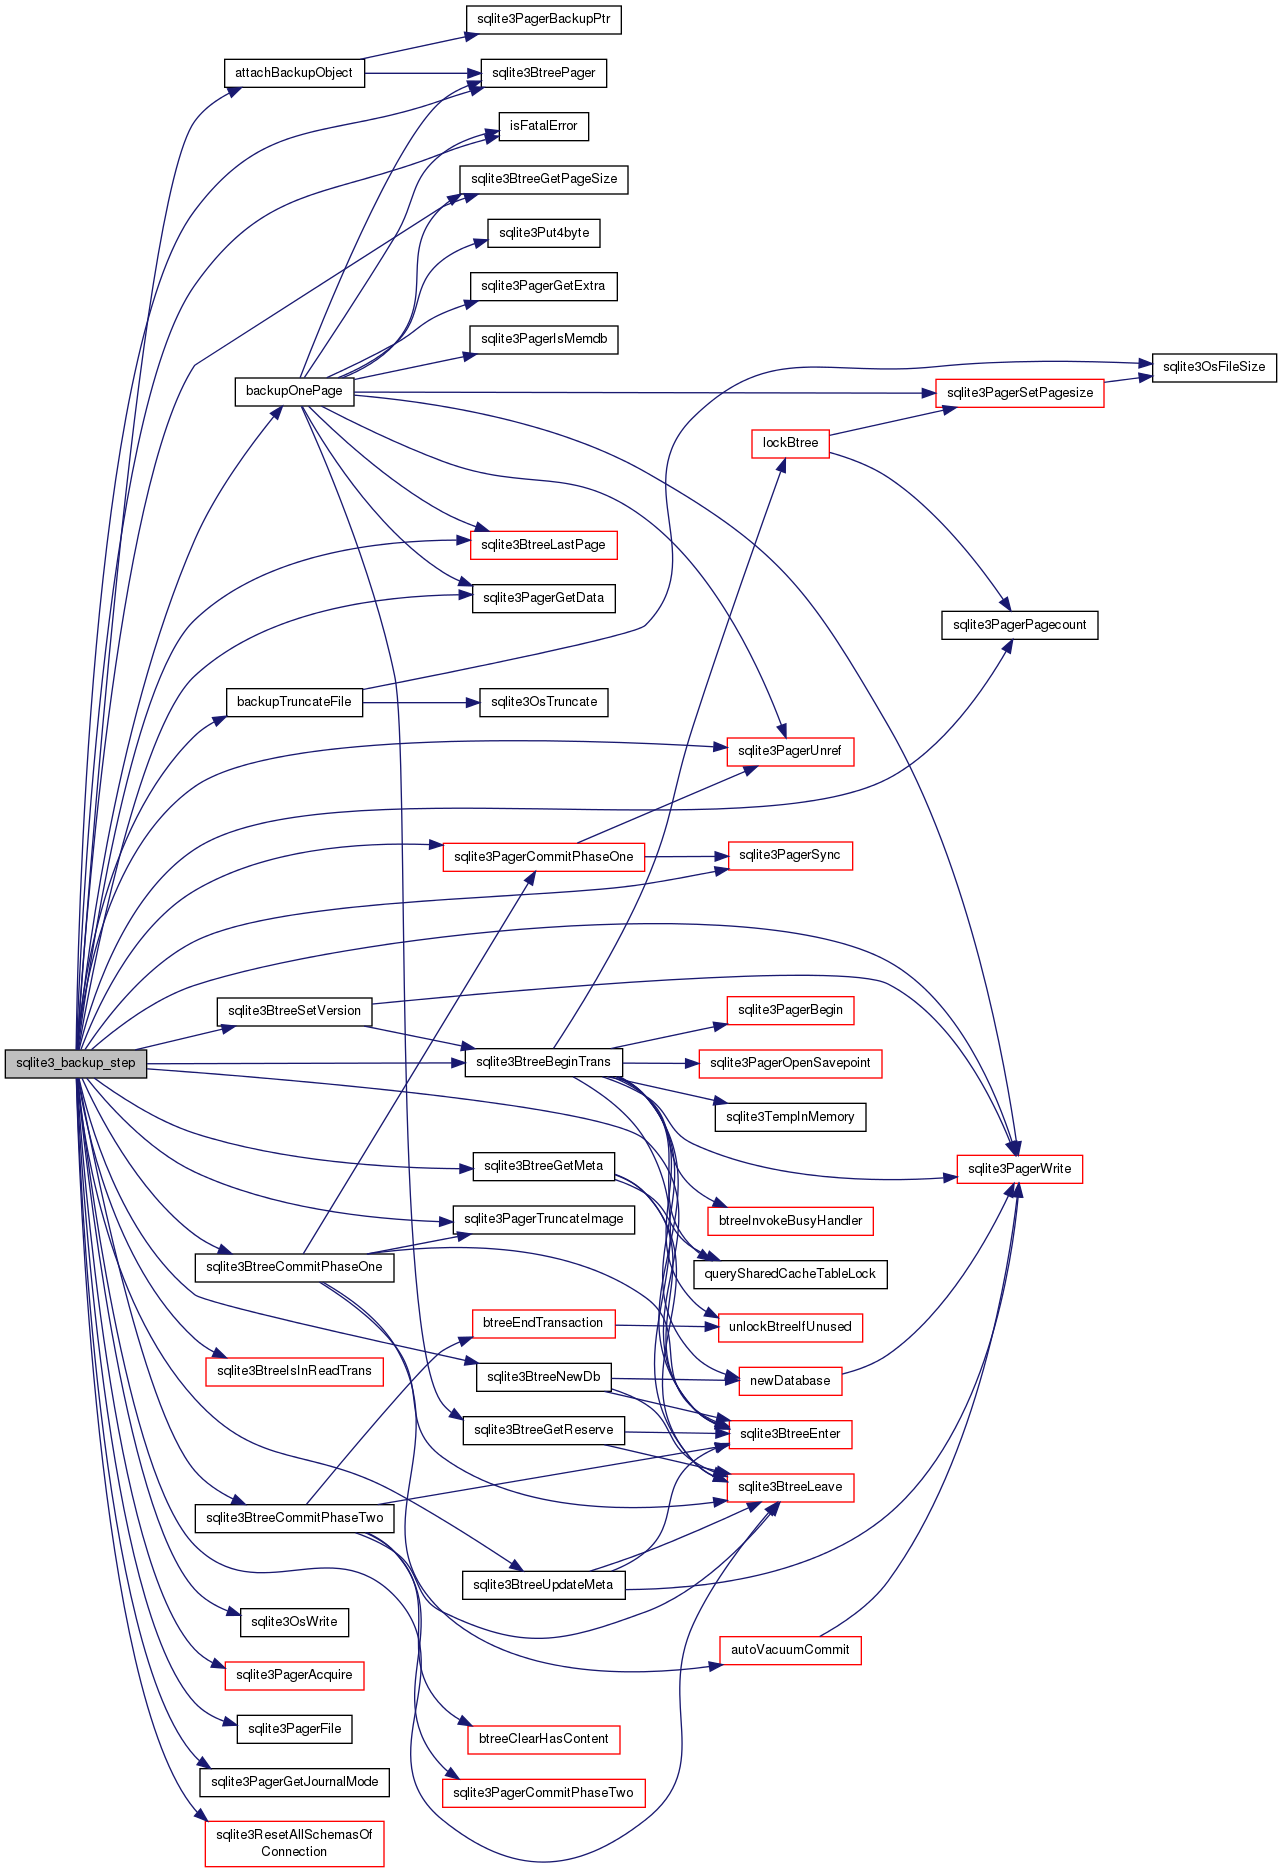 sqlite3PagerBackupPtr
attachBackupObject
sqlite3BtreePager
isFatalError
sqlite3BtreeGetPageSize
sqlite3Put4byte
sqlite3PagerGetExtra
sqlite3PagerIsMemdb
sqlite3OsFileSize
backupOnePage
sqlite3PagerSetPagesize
lockBtree
sqlite3BtreeLastPage
sqlite3PagerGetData
sqlite3PagerPagecount
backupTruncateFile
sqlite3OsTruncate
sqlite3PagerUnref
sqlite3PagerCommitPhaseOne
sqlite3PagerSync
sqlite3BtreeSetVersion
sqlite3PagerBegin
sqlite3_backup_step
sqlite3BtreeBeginTrans
sqlite3PagerOpenSavepoint
sqlite3TempInMemory
sqlite3BtreeGetMeta
sqlite3PagerWrite
sqlite3PagerTruncateImage
btreeInvokeBusyHandler
sqlite3BtreeCommitPhaseOne
querySharedCacheTableLock
btreeEndTransaction
unlockBtreeIfUnused
sqlite3BtreeIsInReadTrans
sqlite3BtreeNewDb
newDatabase
sqlite3BtreeGetReserve
sqlite3BtreeEnter
sqlite3BtreeLeave
sqlite3BtreeCommitPhaseTwo
sqlite3BtreeUpdateMeta
sqlite3OsWrite
autoVacuumCommit
sqlite3PagerAcquire
sqlite3PagerFile
btreeClearHasContent
sqlite3PagerGetJournalMode
sqlite3PagerCommitPhaseTwo
sqlite3ResetAllSchemasOf
Connection